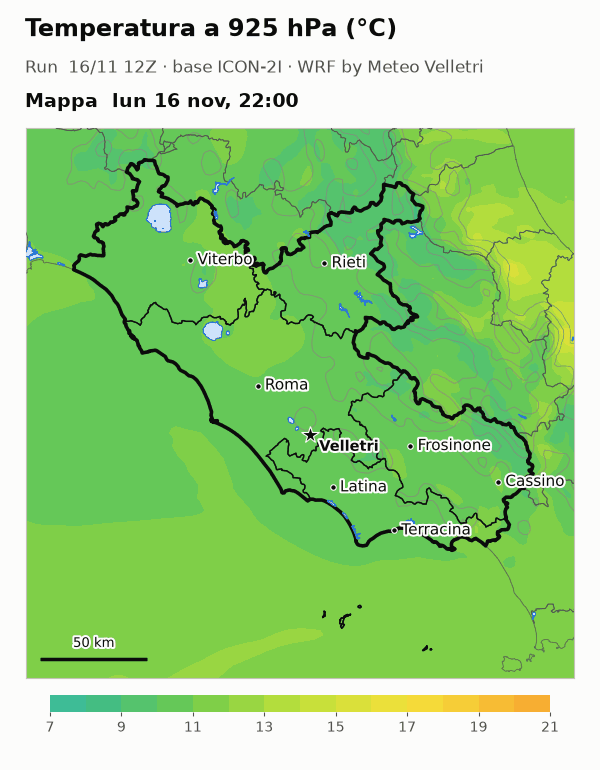 Temperatura a 925 hPa (°C)
Run  16/11 12Z · base ICON-2I · WRF by Meteo Velletri
Mappa  lun 16 nov, 22:00
Viterbo
Rieti
Roma
Velletri
Frosinone
Latina
Cassino
Terracina
50 km
7 9 11 13 15 17 19 21